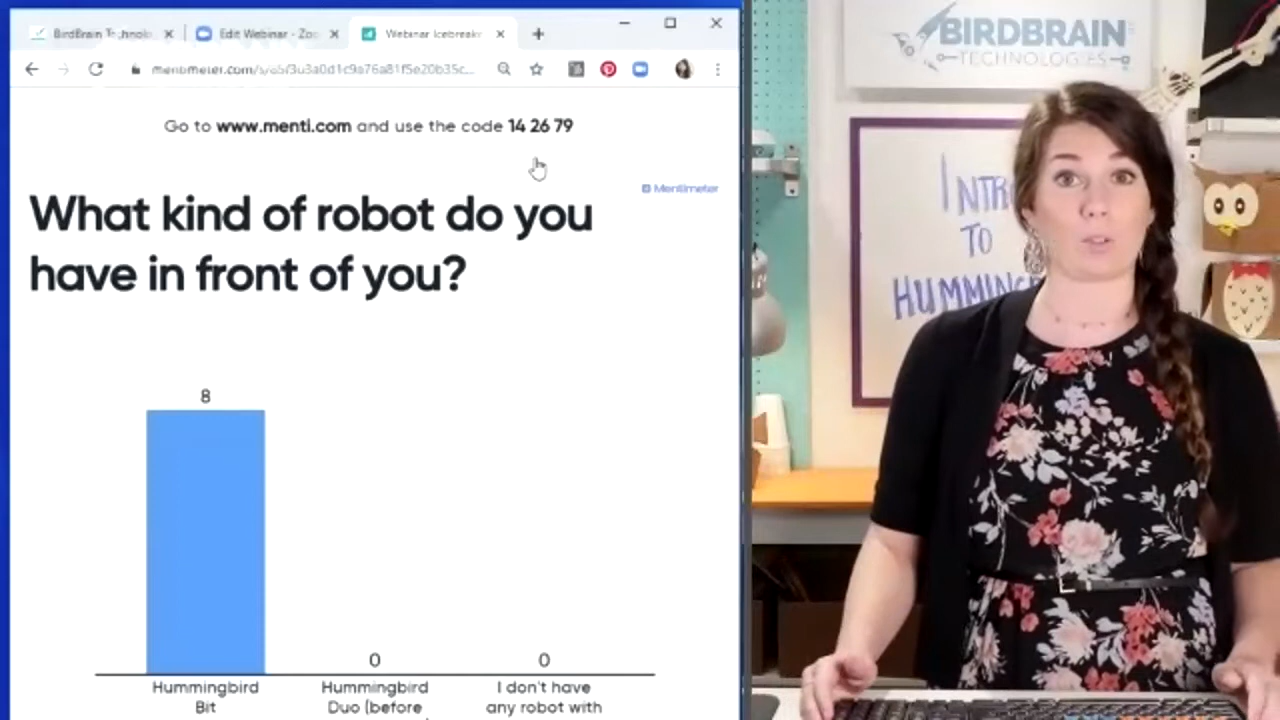 BirdBrain Technolo
Edit Webinar - Zoo
Webinar Icebreake
Go to www.menti.com and use the code 14 26 79
Mentimeter
What kind of robot do you
have in front of you?
8
0
0
Hummingbird
Bit
Hummingbird
Duo (before
I don't have
any robot with
BIRDBRAIN
TECHNOLOGIES
INTR
TO
HUMMING